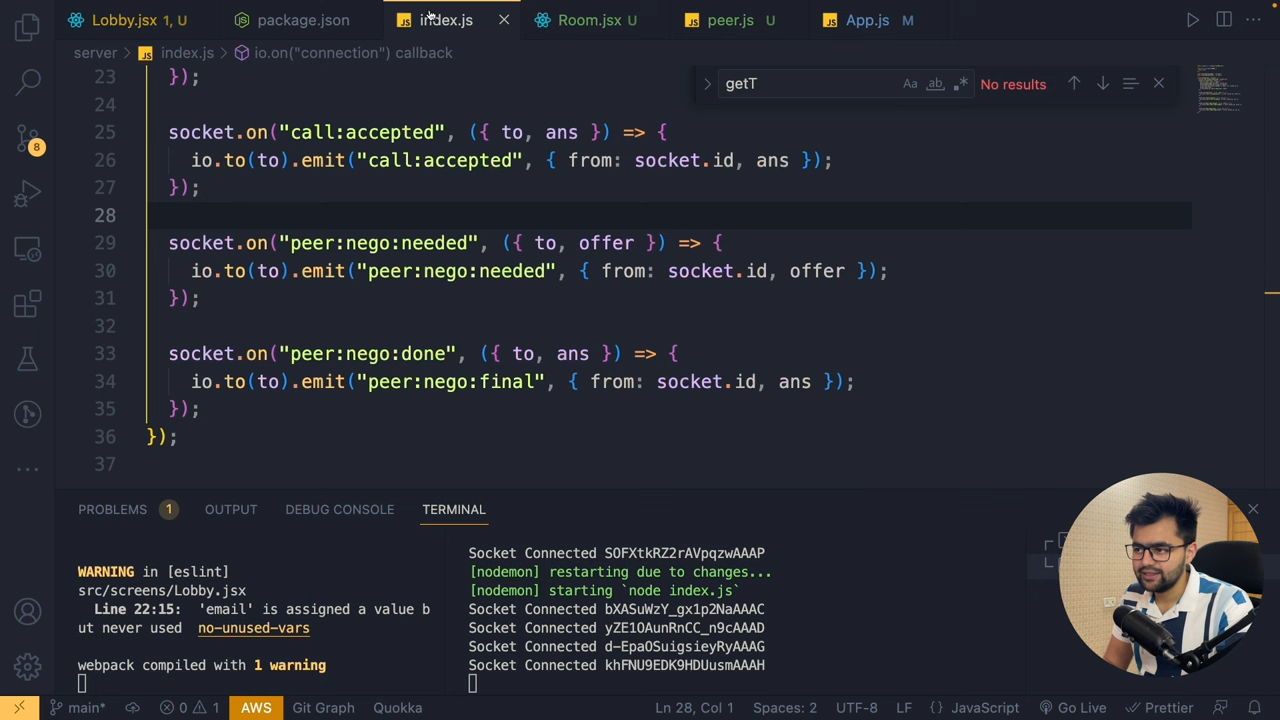 Lobby.jsx 1, U
package.json
index.js
Room.jsx U
peer.js U
App.js M
server > index.js > io.on("connection") callback
getT
Aa ab .* No results
23 });
24
25 socket.on("call:accepted", ({ to, ans }) => {
26 io.to(to).emit("call:accepted", { from: socket.id, ans });
27 });
28
29 socket.on("peer:nego:needed", ({ to, offer }) => {
30 io.to(to).emit("peer:nego:needed", { from: socket.id, offer });
31 });
32
33 socket.on("peer:nego:done", ({ to, ans }) => {
34 io.to(to).emit("peer:nego:final", { from: socket.id, ans });
35 });
36 });
37
8
PROBLEMS 1 OUTPUT DEBUG CONSOLE TERMINAL
WARNING in [eslint]
src/screens/Lobby.jsx
Line 22:15: 'email' is assigned a value b
ut never used no-unused-vars
webpack compiled with 1 warning
Socket Connected SOFXtkRZ2rAVpqzwAAAP
[nodemon] restarting due to changes...
[nodemon] starting `node index.js`
Socket Connected bXASuWzY_gx1p2NaAAAC
Socket Connected yZE1OAunRnCC_n9cAAAD
Socket Connected d-EpaOSuigsieyRyAAAG
Socket Connected khFNU9EDK9HDUusmAAAH
main* 0 1 AWS Git Graph Quokka Ln 28, Col 1 Spaces: 2 UTF-8 LF {} JavaScript Go Live Prettier